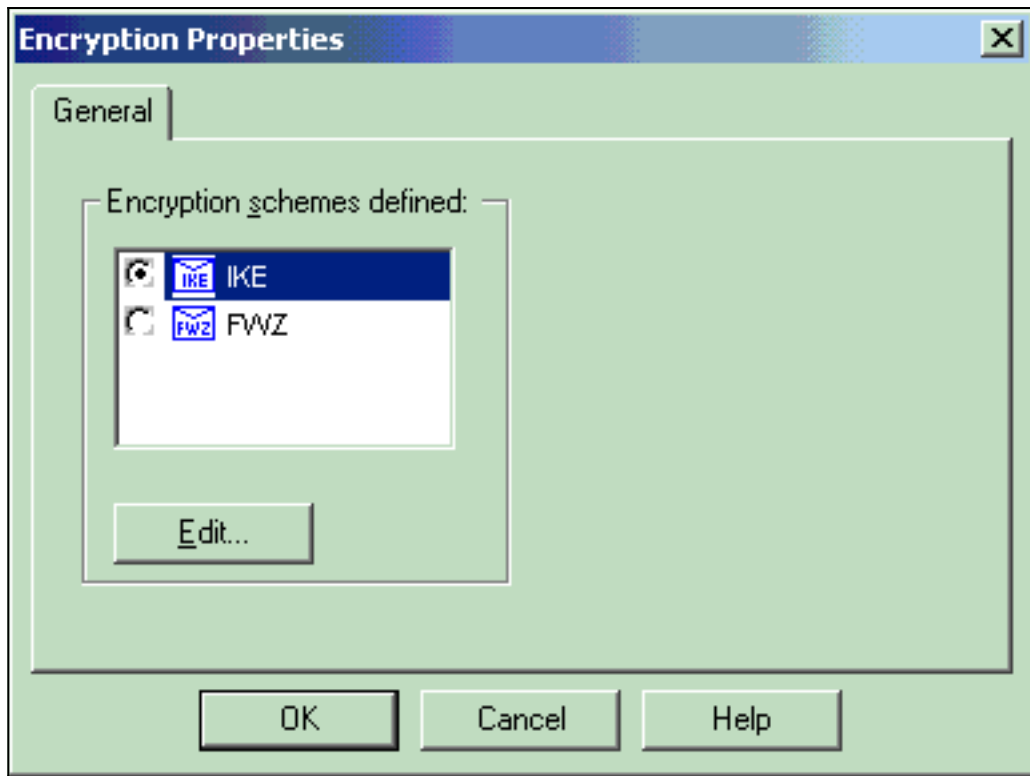 Encryption Properties
General
Encryption schemes defined:
IKE IKE
FWZ FWZ
Edit...
OK Cancel Help